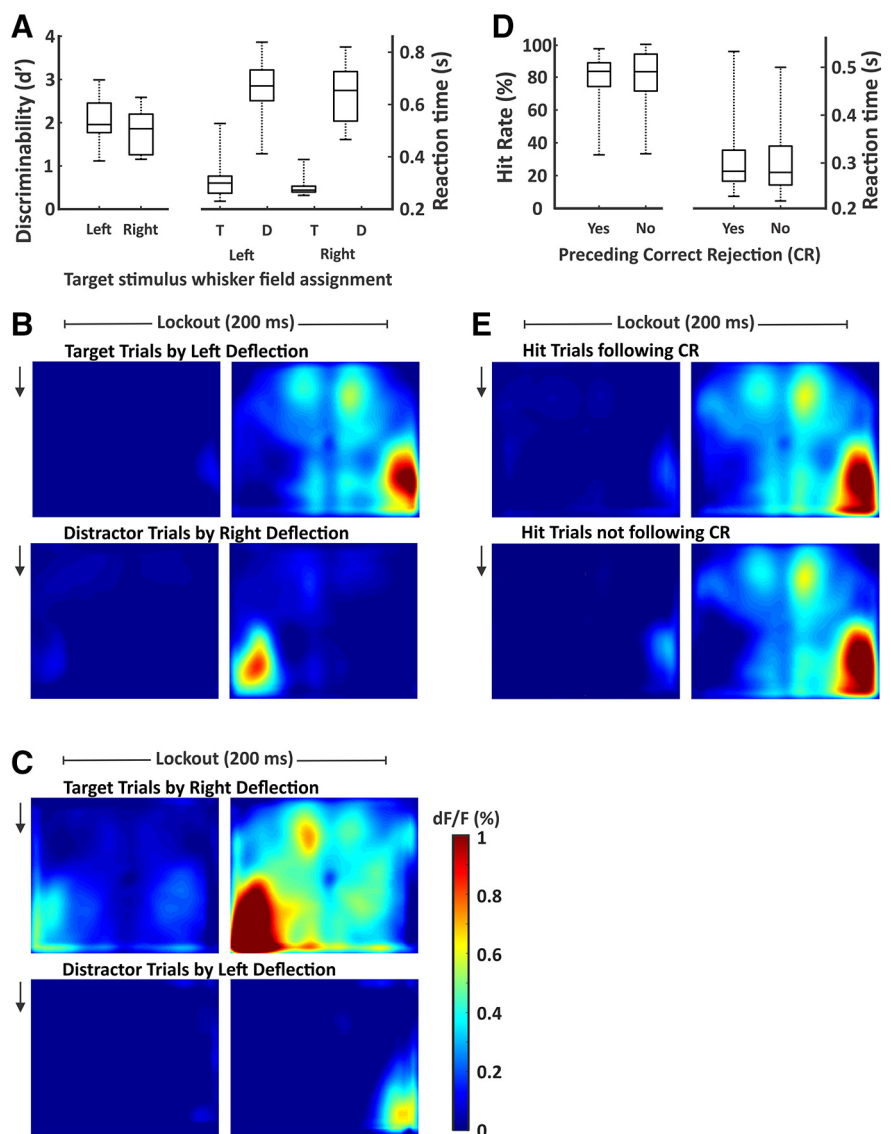 A
Discriminability (d’)
4
3
2
1
0
Left Right
T D T D
Left Right
0.8
0.6
0.4
0.2
Reaction time (s)
Target stimulus whisker field assignment
D
Hit Rate (%)
100
80
60
40
20
0
Yes No Yes No
0.5
0.4
0.3
0.2
Reaction time (s)
Preceding Correct Rejection (CR)
B
Lockout (200 ms)
Target Trials by Left Deflection
Distractor Trials by Right Deflection
E
Lockout (200 ms)
Hit Trials following CR
Hit Trials not following CR
C
Lockout (200 ms)
Target Trials by Right Deflection
Distractor Trials by Left Deflection
dF/F (%)
1
0.8
0.6
0.4
0.2
0